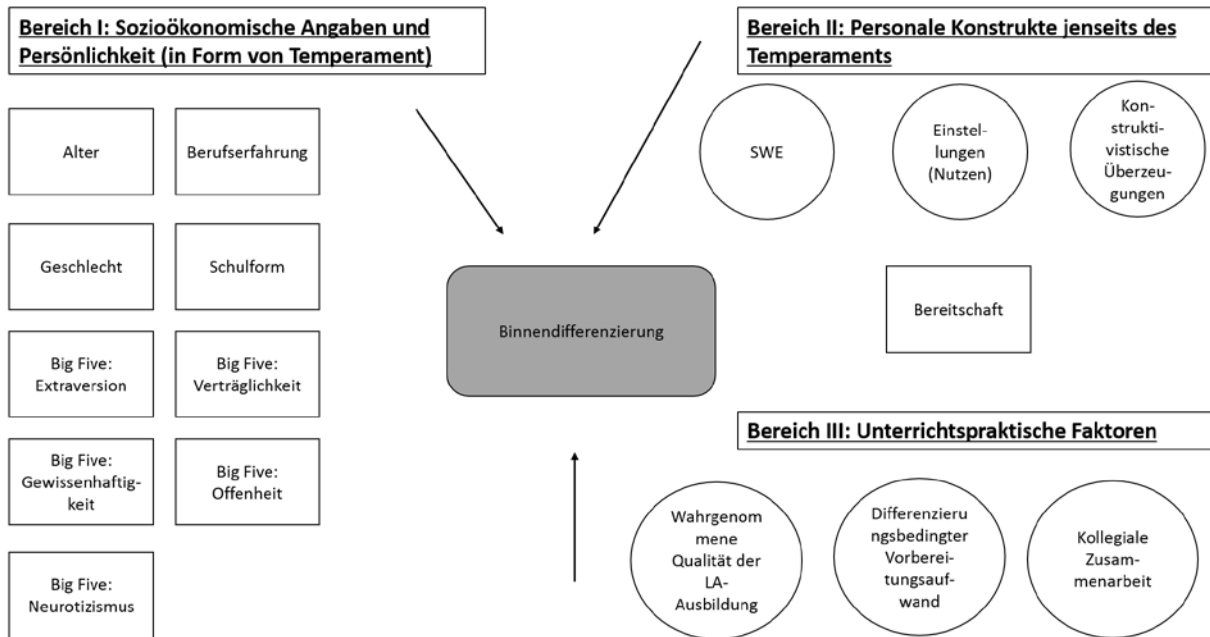 Bereich I: Sozioökonomische Angaben und
Persönlichkeit (in Form von Temperament)
Alter
Berufserfahrung
Geschlecht
Schulform
Big Five:
Extraversion
Big Five:
Verträglichkeit
Big Five:
Gewissenhaftig-
keit
Big Five:
Offenheit
Big Five:
Neurotizismus
Binnendifferenzierung
Bereich II: Personale Konstrukte jenseits des
Temperaments
SWE
Einstel-
lungen
(Nutzen)
Kon-
strukti-
vistische
Überzeu-
gungen
Bereitschaft
Bereich III: Unterrichtspraktische Faktoren
Wahrgenom
mene
Qualität der
LA-
Ausbildung
Differenzieru
ngsbedingter
Vorberei-
tungsauf-
wand
Kollegiale
Zusam-
menarbeit